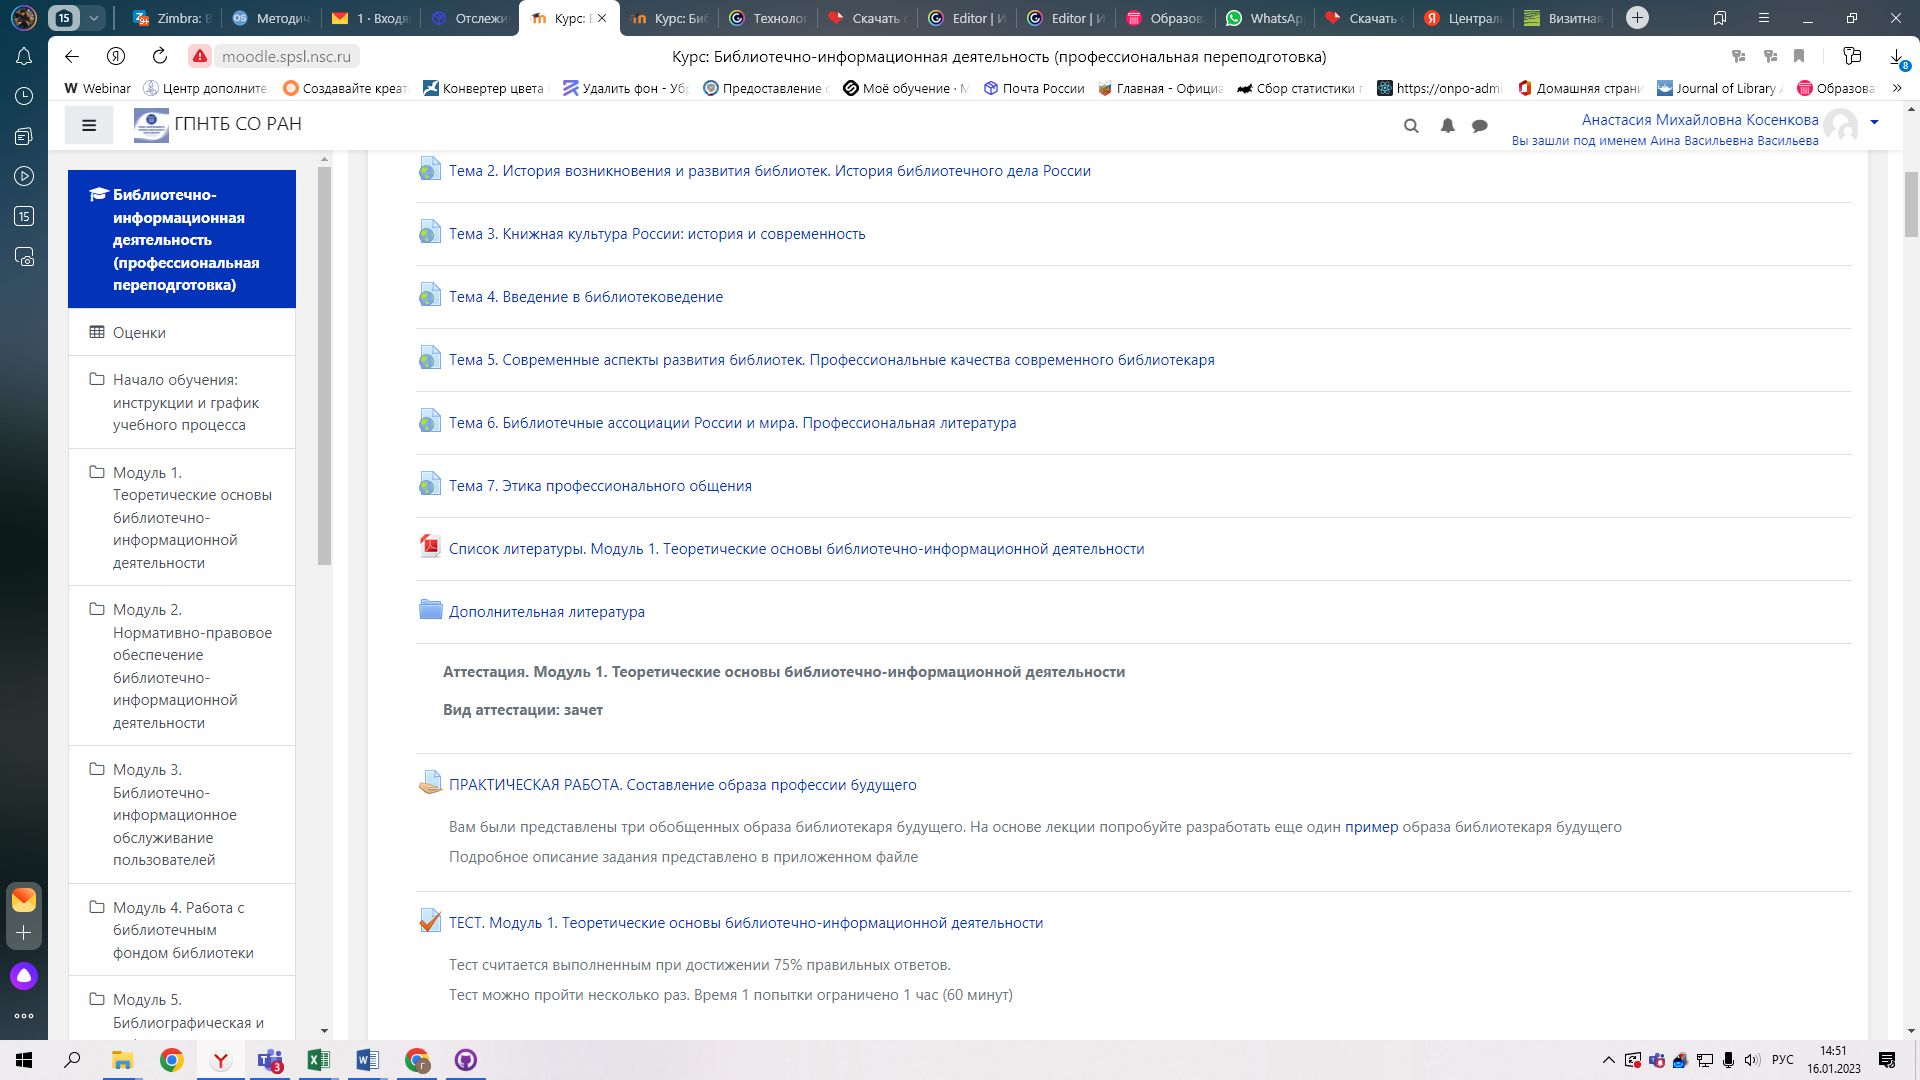 15
Zimbra: В
Методич
1 · Входя
Отслежи
Курс: Б
Курс: Биб
Техноло
Скачать
Editor | И
Editor | И
Образов
WhatsAp
Скачать
Централ
Визитная
moodle.spsl.nsc.ru
Курс: Библиотечно-информационная деятельность (профессиональная переподготовка)
8
Webinar
Центр дополните
Создавайте креат
Конвертер цвета
Удалить фон - Убр
Предоставление
Моё обучение · М
Почта России
Главная - Официа
Сбор статистики п
https://onpo-admi
Домашняя страни
Journal of Library A
Образова
»
ГПНТБ СО РАН
Анастасия Михайловна Косенкова
Вы зашли под именем Аина Васильевна Васильева
15
Библиотечно-
информационная
деятельность
(профессиональная
переподготовка)
Оценки
Начало обучения:
инструкции и график
учебного процесса
Модуль 1.
Теоретические основы
библиотечно-
информационной
деятельности
Модуль 2.
Нормативно-правовое
обеспечение
библиотечно-
информационной
деятельности
Модуль 3.
Библиотечно-
информационное
обслуживание
пользователей
Модуль 4. Работа с
библиотечным
фондом библиотеки
Модуль 5.
Библиографическая и
Тема 2. История возникновения и развития библиотек. История библиотечного дела России
Тема 3. Книжная культура России: история и современность
Тема 4. Введение в библиотековедение
Тема 5. Современные аспекты развития библиотек. Профессиональные качества современного библиотекаря
Тема 6. Библиотечные ассоциации России и мира. Профессиональная литература
Тема 7. Этика профессионального общения
Список литературы. Модуль 1. Теоретические основы библиотечно-информационной деятельности
Дополнительная литература
Аттестация. Модуль 1. Теоретические основы библиотечно-информационной деятельности
Вид аттестации: зачет
ПРАКТИЧЕСКАЯ РАБОТА. Составление образа профессии будущего
Вам были представлены три обобщенных образа библиотекаря будущего. На основе лекции попробуйте разработать еще один пример образа библиотекаря будущего
Подробное описание задания представлено в приложенном файле
ТЕСТ. Модуль 1. Теоретические основы библиотечно-информационной деятельности
Тест считается выполненным при достижении 75% правильных ответов.
Тест можно пройти несколько раз. Время 1 попытки ограничено 1 час (60 минут)
3
РУС
14:51
16.01.2023